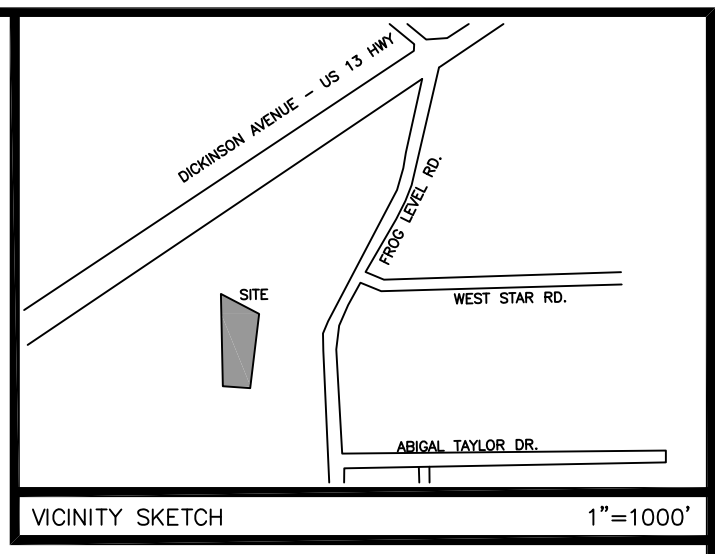 DICKINSON AVENUE - US 13 HWY
FROG LEVEL RD.
SITE
WEST STAR RD.
ABIGAL TAYLOR DR.
VICINITY SKETCH
1"=1000'